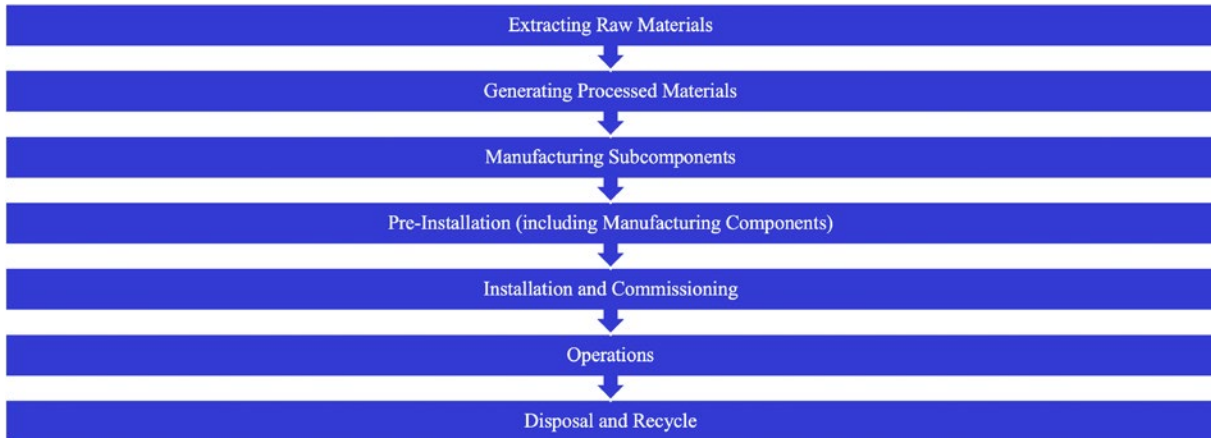 Extracting Raw Materials
Generating Processed Materials
Manufacturing Subcomponents
Pre-Installation (including Manufacturing Components)
Installation and Commissioning
Operations
Disposal and Recycle